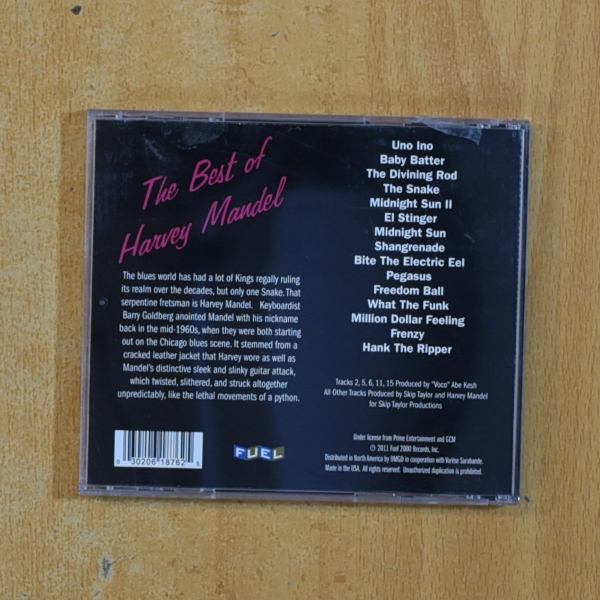 The Best of
Harvey Mandel
The blues world has had a lot of Kings regally ruling
its realm over the decades, but only one Snake. That
serpentine fretsman is Harvey Mandel. Keyboardist
Barry Goldberg anointed Mandel with his nickname
back in the mid-1960s, when they were both starting
out on the Chicago blues scene. It stemmed from a
cracked leather jacket that Harvey wore as well as
Mandel's distinctive sleek and slinky guitar attack,
which twisted, slithered, and struck altogether
unpredictably, like the lethal movements of a python.
Uno Ino
Baby Batter
The Divining Rod
The Snake
Midnight Sun II
El Stinger
Midnight Sun
Shangrenade
Bite The Electric Eel
Pegasus
Freedom Ball
What The Funk
Million Dollar Feeling
Frenzy
Hank The Ripper
Tracks 2, 5, 6, 11, 15 Produced by "Voco" Abe Kesh
All Other Tracks Produced by Skip Taylor and Harvey Mandel
for Skip Taylor Productions
Under license from Prime Entertainment and GCM
℗ 2011 Fuel 2000 Records, Inc.
Distributed in North America by UMGD in cooperation with Varèse Sarabande.
Made in the USA. All rights reserved. Unauthorized duplication is prohibited.
0 30206 18762 5
FUEL